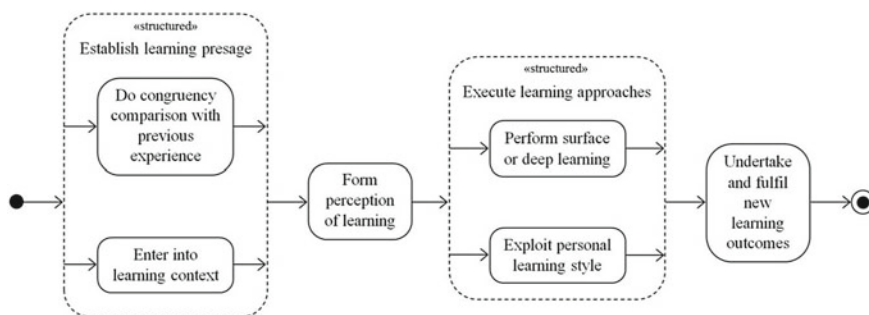 «structured»
Establish learning presage
Do congruency
comparison with
previous
experience
Enter into
learning context
Form
perception
of learning
«structured»
Execute learning approaches
Perform surface
or deep learning
Exploit personal
learning style
Undertake
and fulfil
new
learning
outcomes